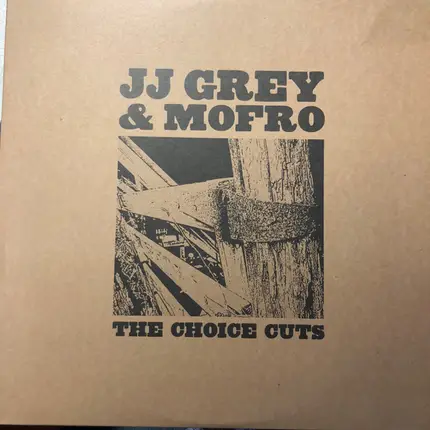 JJ GREY
& MOFRO
THE CHOICE CUTS